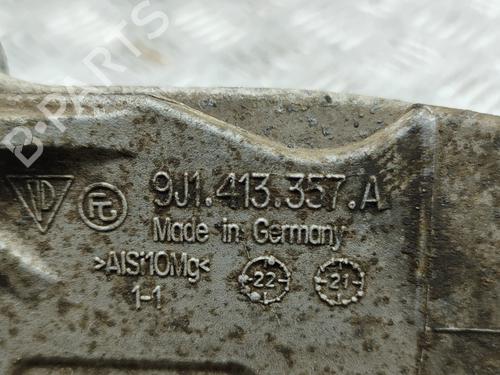 B-PARTS
9J1.413.357.A
Made in Germany
>AlSi10Mg<
22
21
1-1